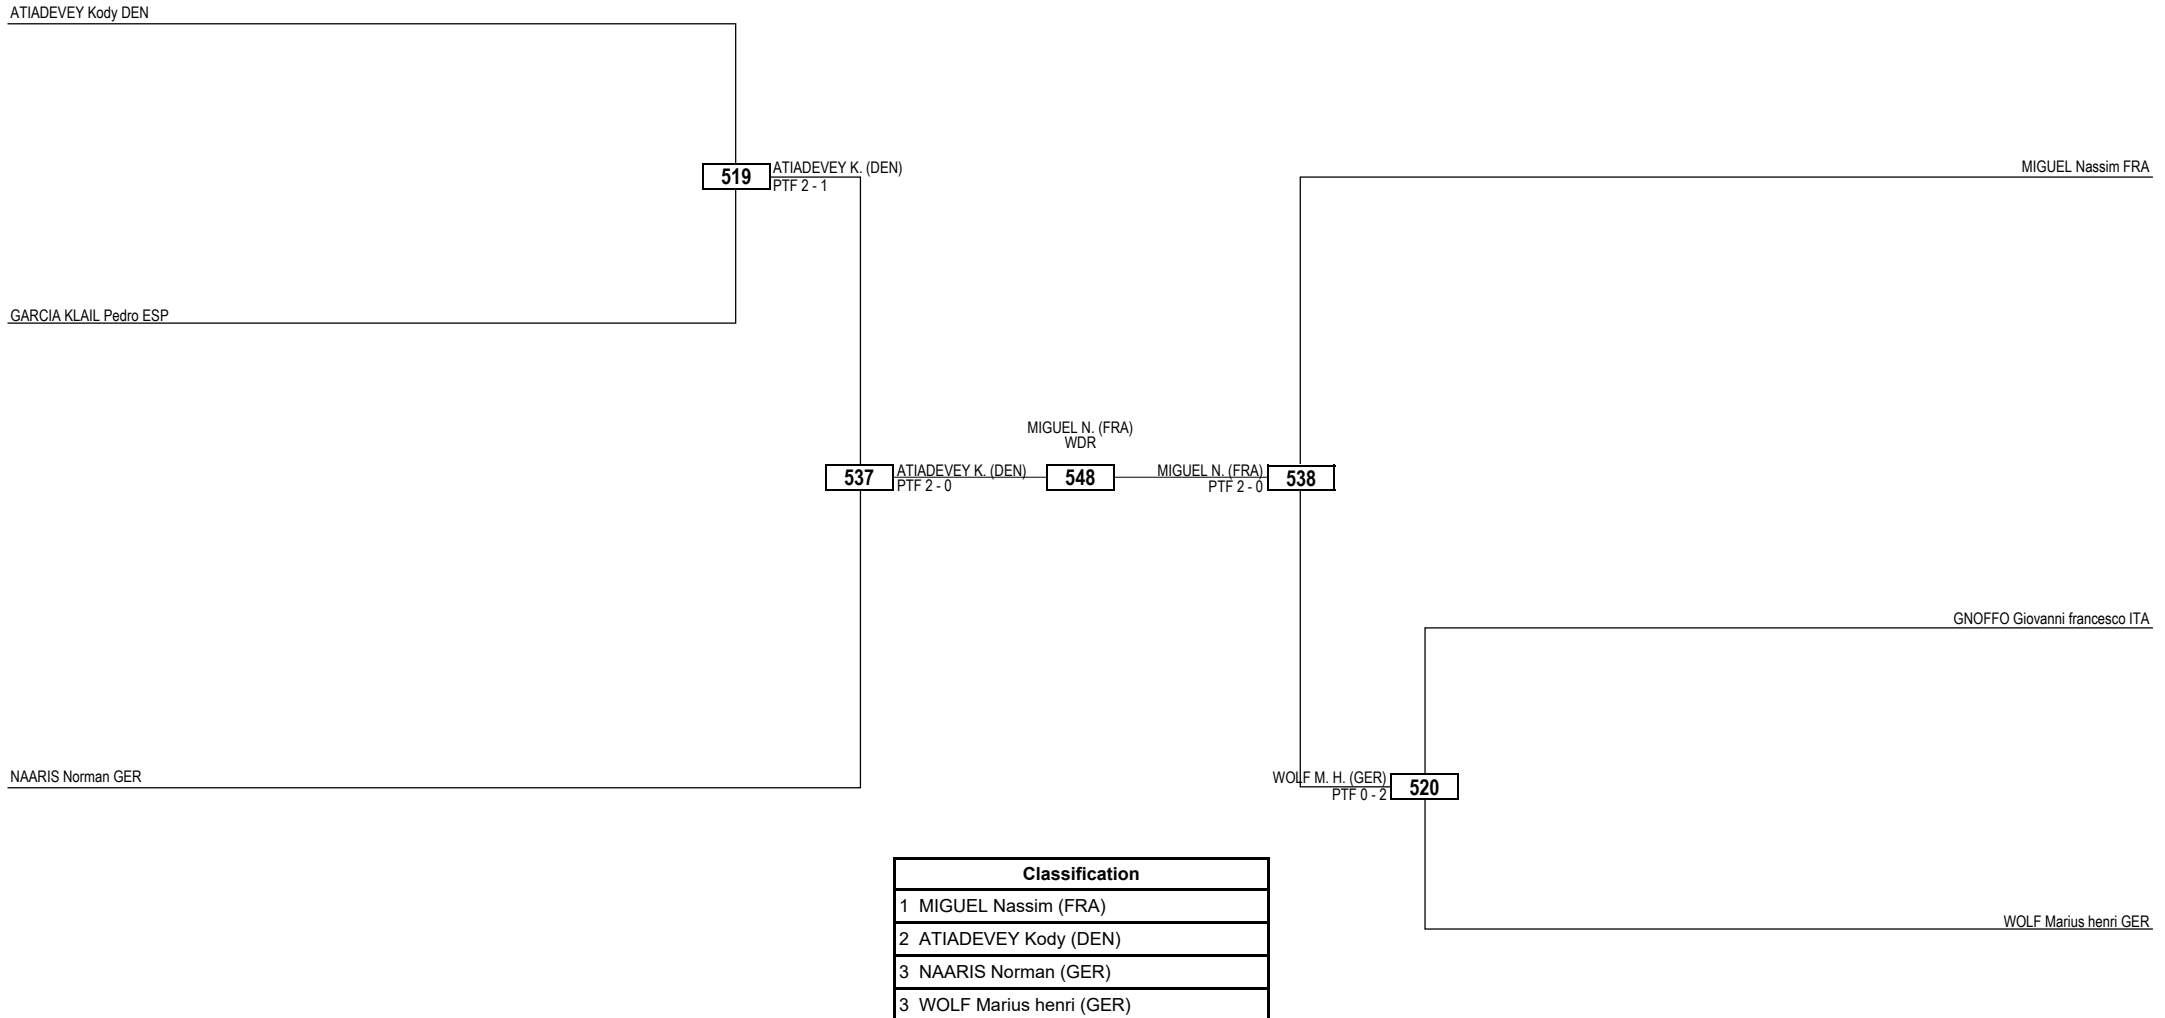 ATIADEVEY Kody DEN
519
ATIADEVEY K. (DEN)
PTF 2 - 1
GARCIA KLAIL Pedro ESP
MIGUEL Nassim FRA
MIGUEL N. (FRA)
WDR
537
ATIADEVEY K. (DEN)
PTF 2 - 0
548
MIGUEL N. (FRA)
PTF 2 - 0
538
GNOFFO Giovanni francesco ITA
NAARIS Norman GER
WOLF M. H. (GER)
PTF 0 - 2
520
WOLF Marius henri GER
Classification
1 MIGUEL Nassim (FRA)
2 ATIADEVEY Kody (DEN)
3 NAARIS Norman (GER)
3 WOLF Marius henri (GER)